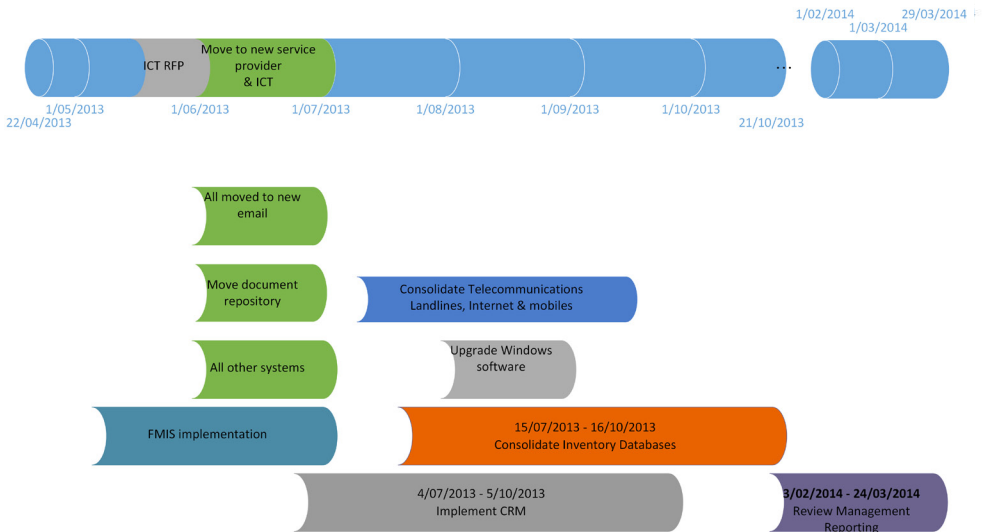 1/02/2014
29/03/2014
1/03/2014
ICT RFP
Move to new service
provider
& ICT
...
1/05/2013
1/06/2013
1/07/2013
1/08/2013
1/09/2013
1/10/2013
22/04/2013
21/10/2013
All moved to new
email
Move document
repository
Consolidate Telecommunications
Landlines, Internet & mobiles
All other systems
Upgrade Windows
software
FMIS implementation
15/07/2013 - 16/10/2013
Consolidate Inventory Databases
4/07/2013 - 5/10/2013
Implement CRM
3/02/2014 - 24/03/2014
Review Management
Reporting